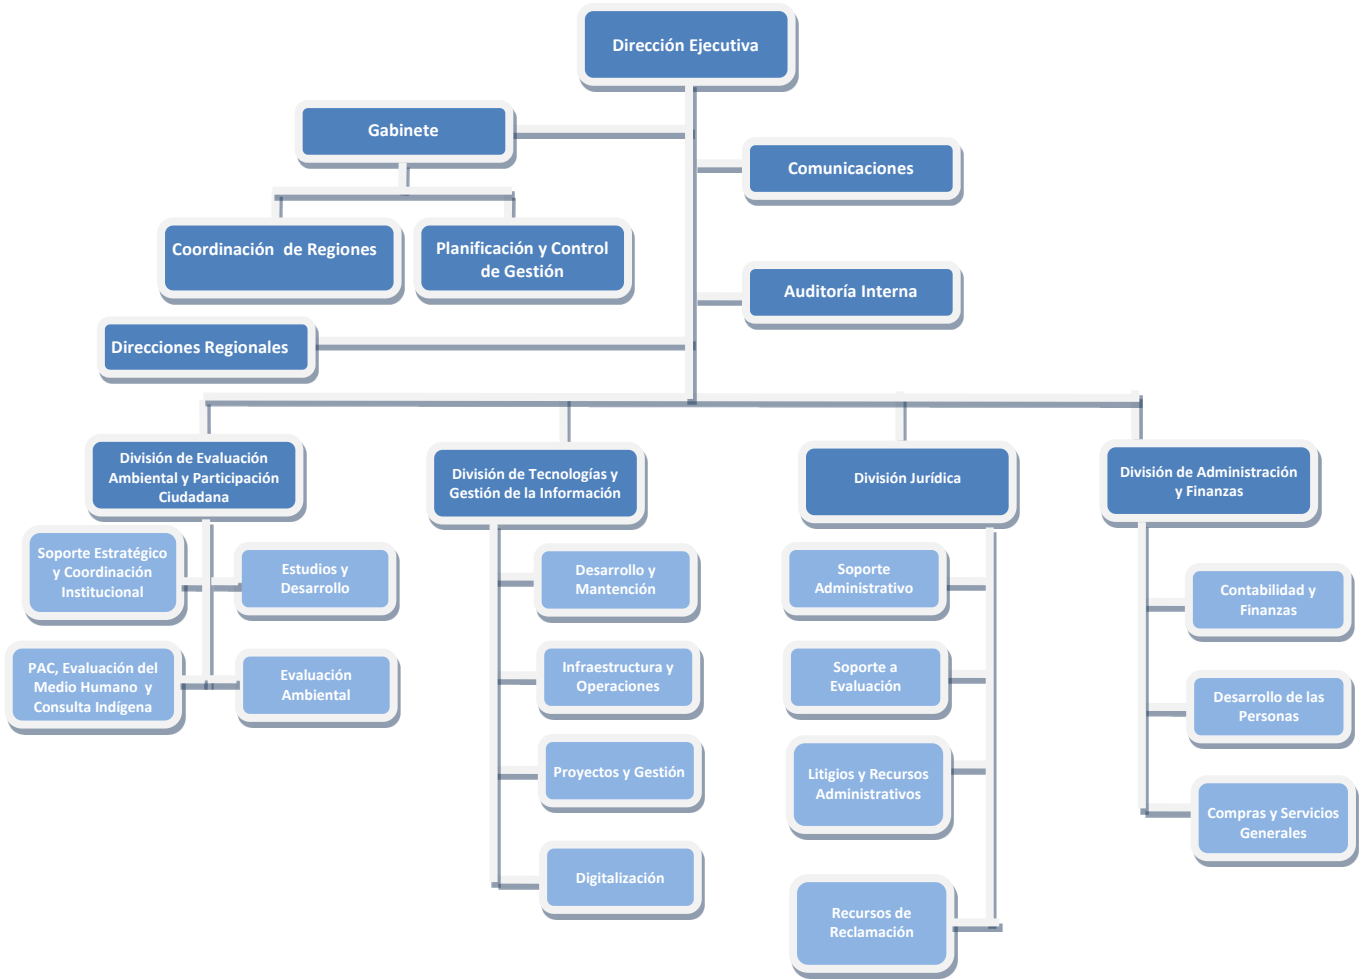 Dirección Ejecutiva
Gabinete
Comunicaciones
Coordinación de Regiones
Planificación y Control
de Gestión
Auditoría Interna
Direcciones Regionales
División de Evaluación
Ambiental y Participación
Ciudadana
División de Tecnologías y
Gestión de la Información
División Jurídica
División de Administración
y Finanzas
Soporte Estratégico
y Coordinación
Institucional
Estudios y
Desarrollo
PAC, Evaluación del
Medio Humano y
Consulta Indígena
Evaluación
Ambiental
Desarrollo y
Mantención
Infraestructura y
Operaciones
Proyectos y Gestión
Digitalización
Soporte
Administrativo
Soporte a
Evaluación
Litigios y Recursos
Administrativos
Recursos de
Reclamación
Contabilidad y
Finanzas
Desarrollo de las
Personas
Compras y Servicios
Generales